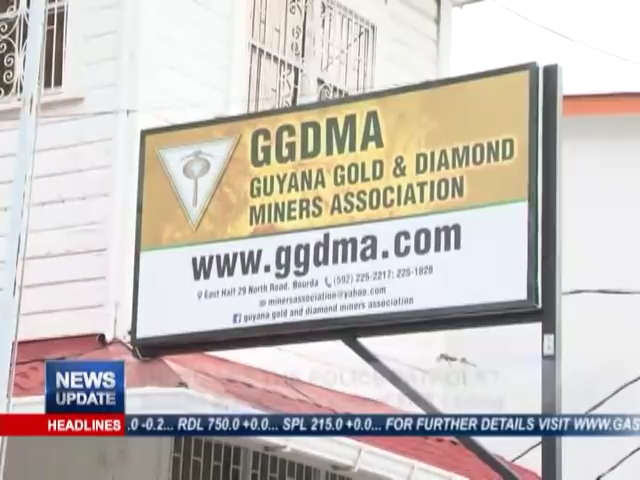 GGDMA
GUYANA GOLD & DIAMOND
MINERS ASSOCIATION
www.ggdma.com
East Half 29 North Road, Bourda (592) 225-2217; 225-1828
minersassociation@yahoo.com
guyana gold and diamond miners association
NEWS
UPDATE
HEADLINES
.0 -0.2... RDL 750.0 +0.0... SPL 215.0 +0.0... FOR FURTHER DETAILS VISIT WWW.GAS